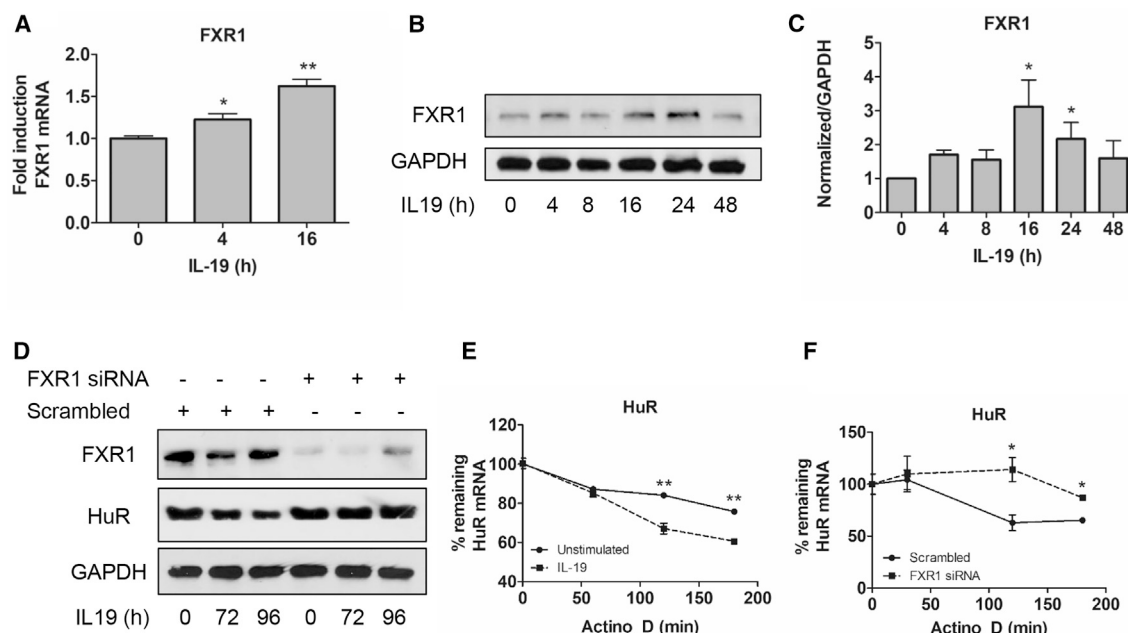 A
FXR1
Fold induction
FXR1 mRNA
2.0
1.5
1.0
0.5
0.0
*
**
0 4 16
IL-19 (h)
B
FXR1
GAPDH
IL19 (h) 0 4 8 16 24 48
C
FXR1
Normalized/GAPDH
5
4
3
2
1
0
*
*
0 4 8 16 24 48
IL-19 (h)
D
FXR1 siRNA - - - + + +
Scrambled + + + - - -
FXR1
HuR
GAPDH
IL19 (h) 0 72 96 0 72 96
E
HuR
% remaining
HuR mRNA
100
80
60
40
** **
Unstimulated
IL-19
0 50 100 150 200
Actino D (min)
F
HuR
% remaining
HuR mRNA
150
100
50
0
*
*
Scrambled
FXR1 siRNA
0 50 100 150 200
Actino D (min)